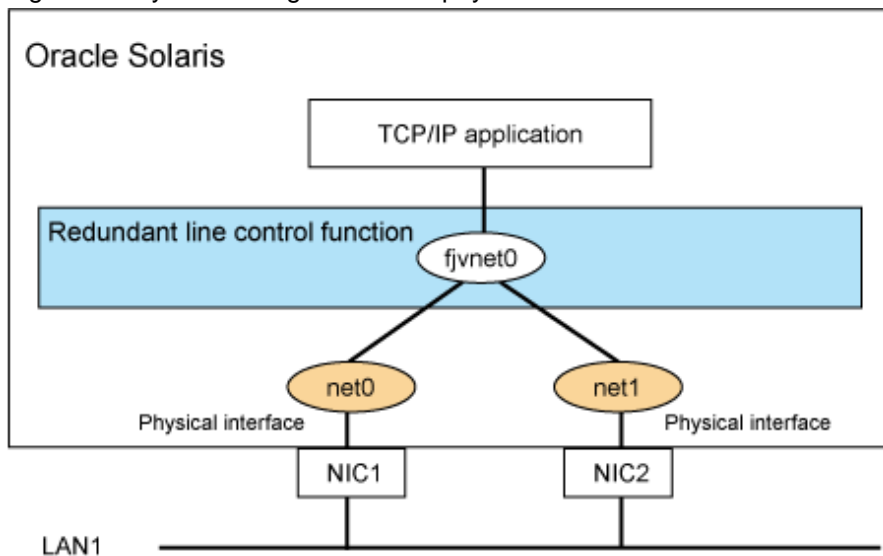 Oracle Solaris
TCP/IP application
Redundant line control function
fjvnet0
net0
net1
Physical interface
Physical interface
NIC1
NIC2
LAN1